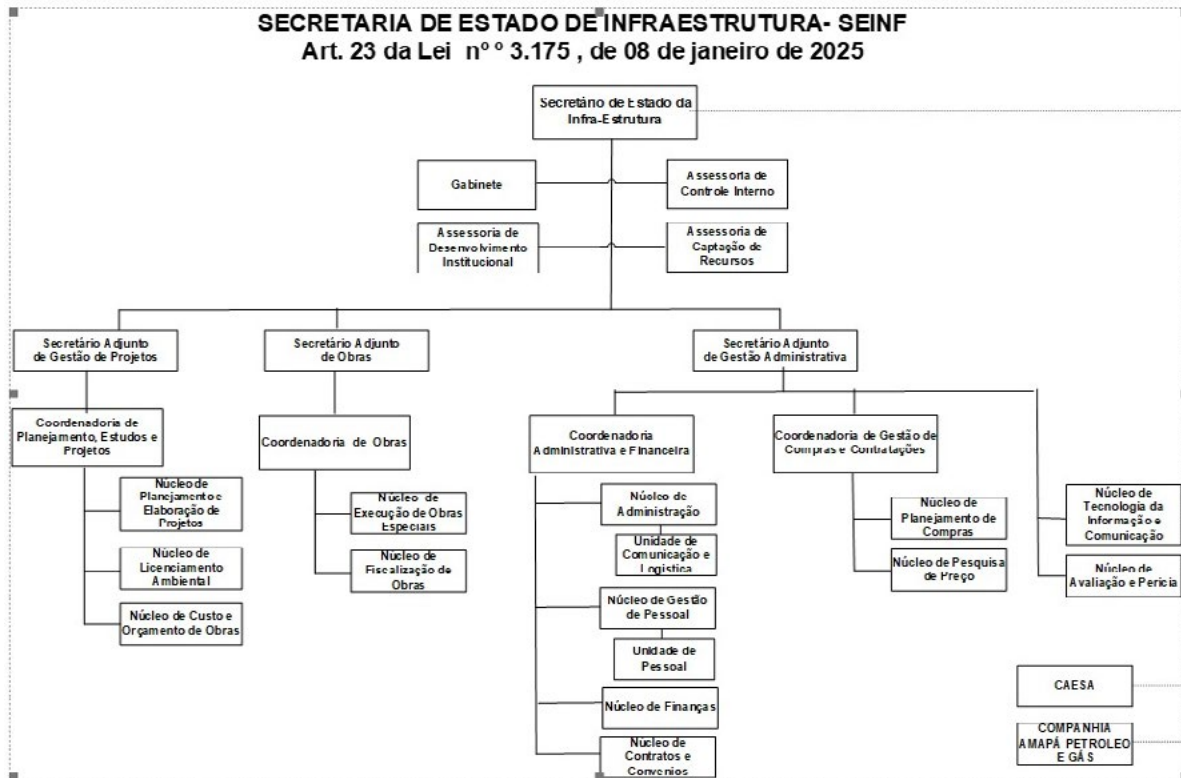 SECRETARIA DE ESTADO DE INFRAESTRUTURA- SEINF
Art. 23 da Lei nº º 3.175 , de 08 de janeiro de 2025
Secretário de Estado da
Infra-Estrutura
Gabinete
Assessoria de
Controle Interno
Assessoria de
Desenvolvimento
Institucional
Assessoria de
Captação de
Recursos
Secretário Adjunto
de Gestão de Projetos
Secretário Adjunto
de Obras
Secretário Adjunto
de Gestão Administrativa
Coordenadoria de
Planejamento, Estudos e
Projetos
Coordenadoria de Obras
Coordenadoria
Administrativa e Financeira
Coordenadoria de Gestão de
Compras e Contratações
Núcleo de
Planejamento e
Elaboração de
Projetos
Núcleo de
Licenciamento
Ambiental
Núcleo de Custo e
Orçamento de Obras
Núcleo de
Execução de Obras
Especiais
Núcleo de
Fiscalização de
Obras
Núcleo de
Administração
Unidade de
Comunicação e
Logística
Núcleo de Gestão
de Pessoal
Unidade de
Pessoal
Núcleo de Finanças
Núcleo de
Contratos e
Convenios
Núcleo de
Planejamento de
Compras
Núcleo de Pesquisa
de Preço
Núcleo de
Tecnologia da
Informação e
Comunicação
Núcleo de
Avaliação e Pericia
CAESA
COMPANHIA
AMAPÁ PETROLEO
E GÁS